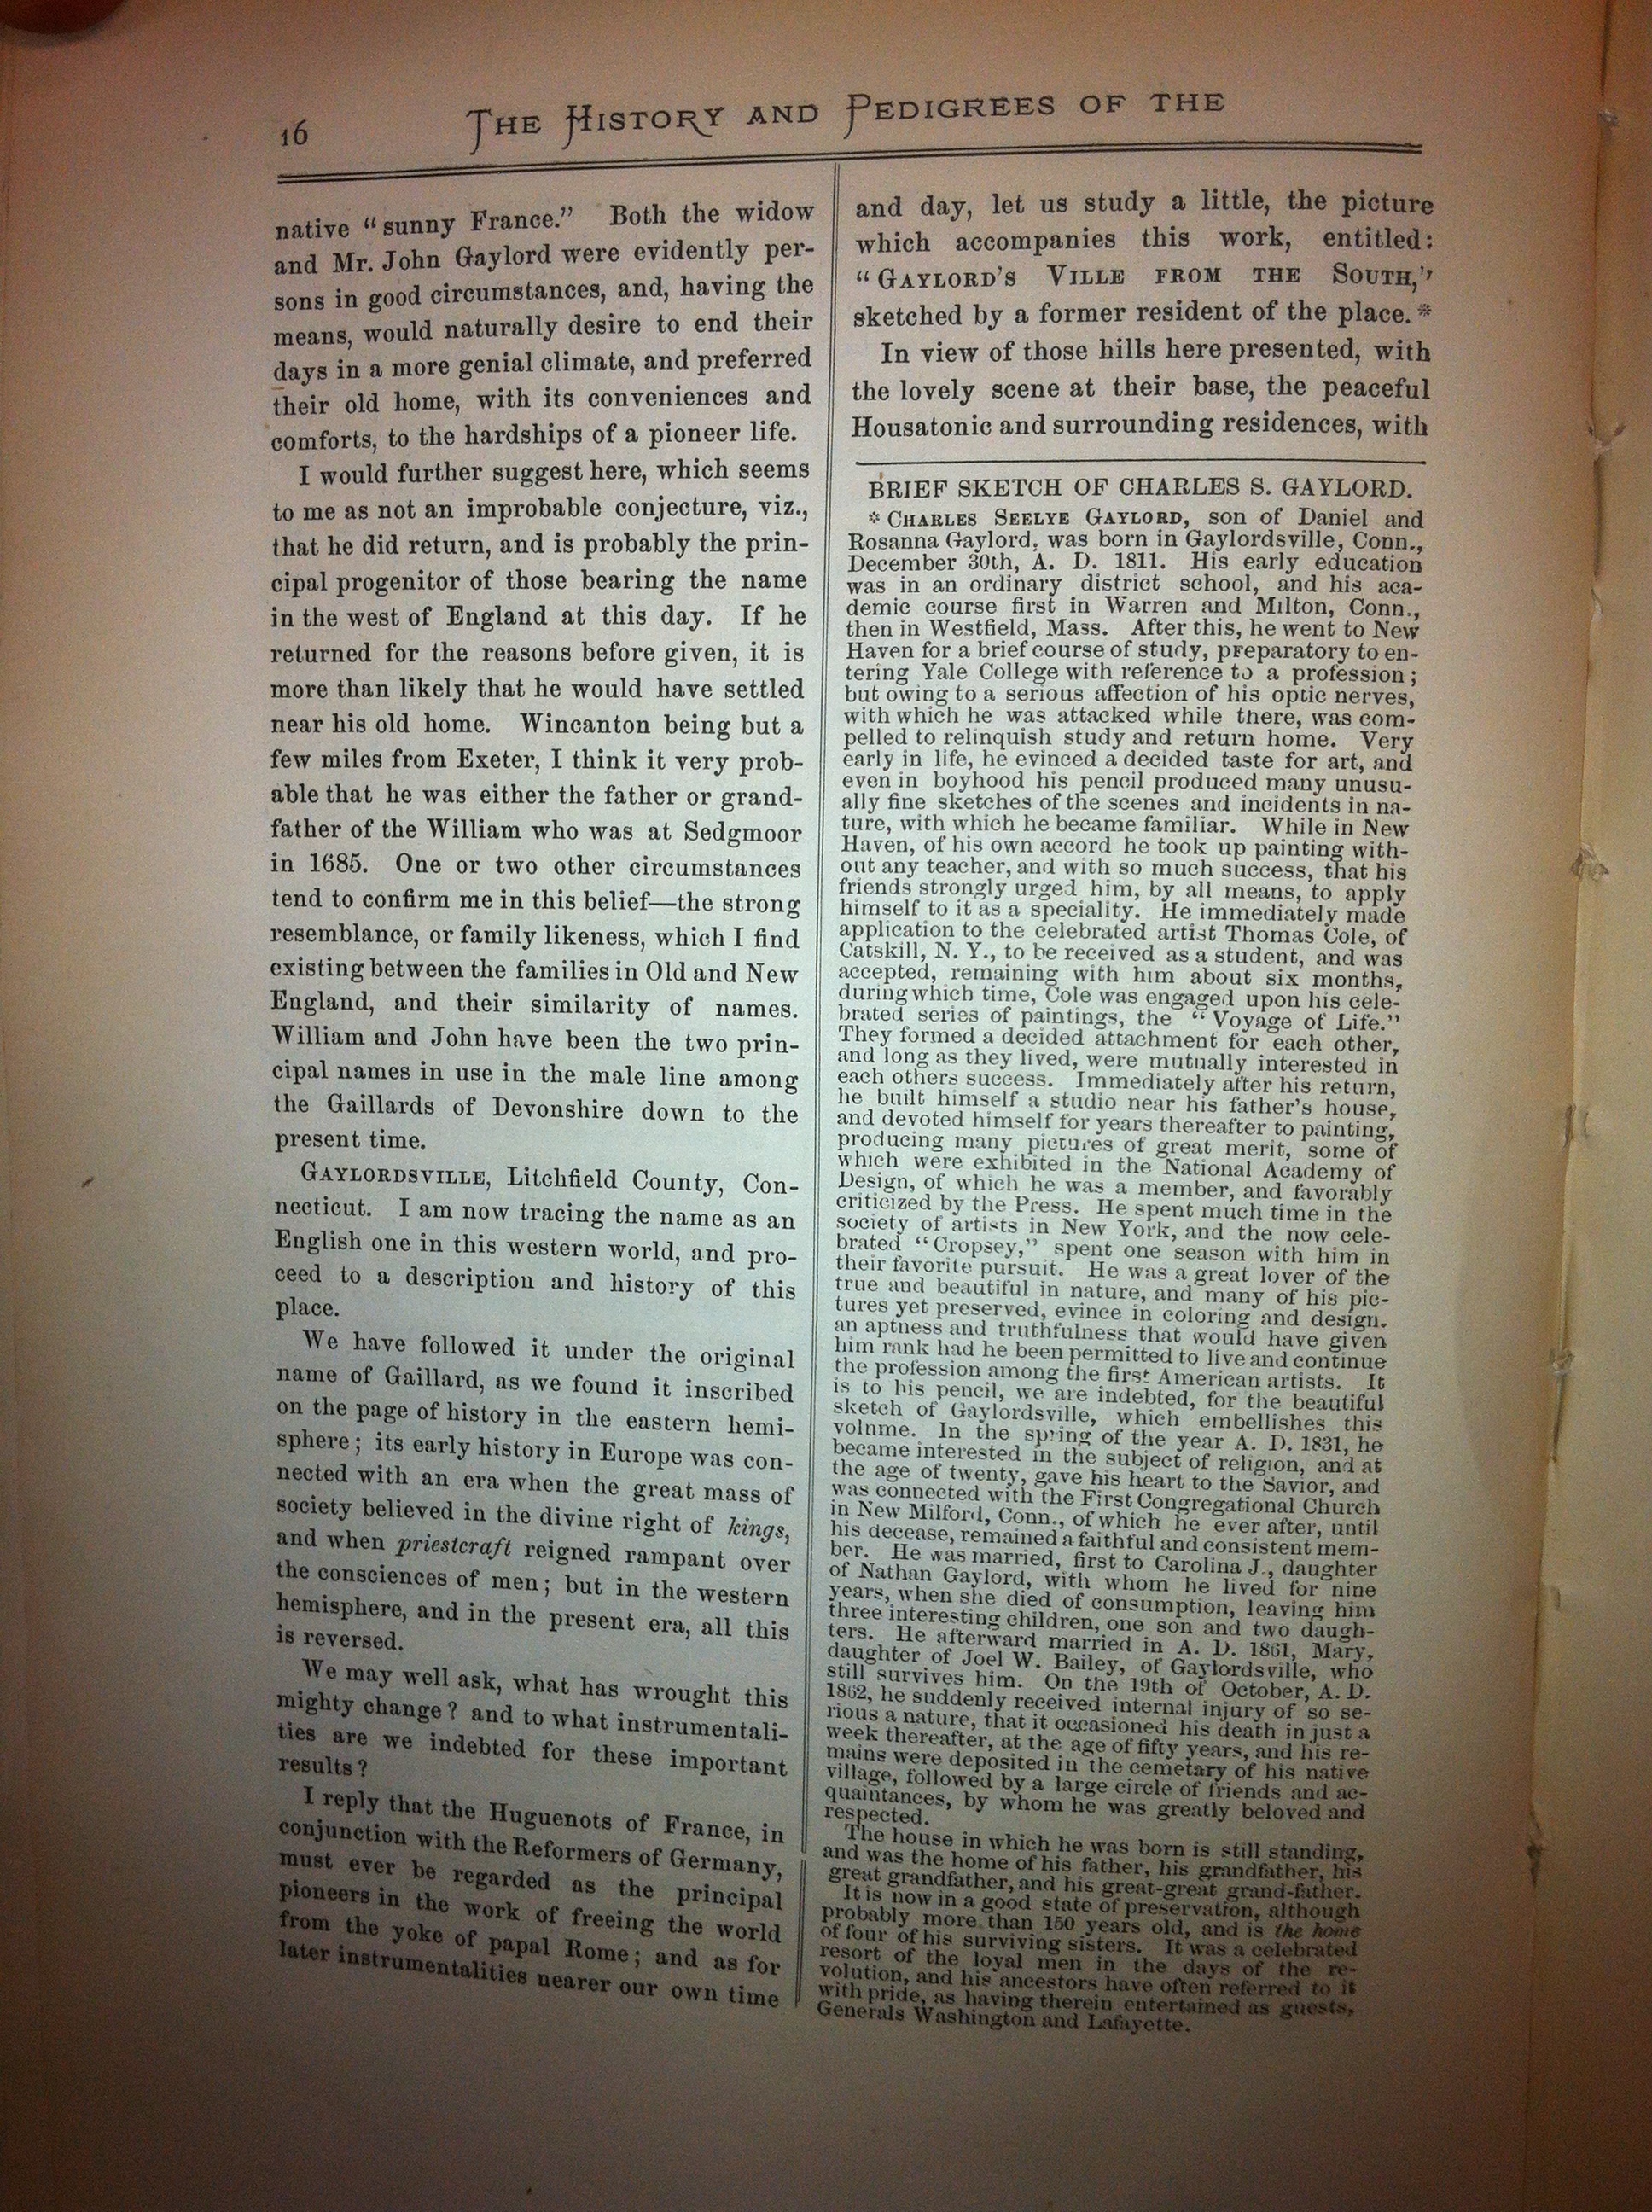 16
THE HISTORY AND PEDIGREES OF THE
native “sunny France.” Both the widow
and Mr. John Gaylord were evidently per-
sons in good circumstances, and, having the
means, would naturally desire to end their
days in a more genial climate, and preferred
their old home, with its conveniences and
comforts, to the hardships of a pioneer life.
I would further suggest here, which seems
to me as not an improbable conjecture, viz.,
that he did return, and is probably the prin-
cipal progenitor of those bearing the name
in the west of England at this day. If he
returned for the reasons before given, it is
more than likely that he would have settled
near his old home. Wincanton being but a
few miles from Exeter, I think it very prob-
able that he was either the father or grand-
father of the William who was at Sedgmoor
in 1685. One or two other circumstances
tend to confirm me in this belief—the strong
resemblance, or family likeness, which I find
existing between the families in Old and New
England, and their similarity of names.
William and John have been the two prin-
cipal names in use in the male line among
the Gaillards of Devonshire down to the
present time.
GAYLORDSVILLE, Litchfield County, Con-
necticut. I am now tracing the name as an
English one in this western world, and pro-
ceed to a description and history of this
place.
We have followed it under the original
name of Gaillard, as we found it inscribed
on the page of history in the eastern hemi-
sphere; its early history in Europe was con-
nected with an era when the great mass of
society believed in the divine right of kings,
and when priestcraft reigned rampant over
the consciences of men; but in the western
hemisphere, and in the present era, all this
is reversed.
We may well ask, what has wrought this
mighty change? and to what instrumentali-
ties are we indebted for these important
results?
I reply that the Huguenots of France, in
conjunction with the Reformers of Germany,
must ever be regarded as the principal
pioneers in the work of freeing the world
from the yoke of papal Rome; and as for
later instrumentalities nearer our own time
and day, let us study a little, the picture
which accompanies this work, entitled:
“GAYLORD'S VILLE FROM THE SOUTH,”
sketched by a former resident of the place.*
In view of those hills here presented, with
the lovely scene at their base, the peaceful
Housatonic and surrounding residences, with
BRIEF SKETCH OF CHARLES S. GAYLORD.
* CHARLES SEELYE GAYLORD, son of Daniel and
Rosanna Gaylord, was born in Gaylordsville, Conn.,
December 30th, A. D. 1811. His early education
was in an ordinary district school, and his aca-
demic course first in Warren and Milton, Conn.,
then in Westfield, Mass. After this, he went to New
Haven for a brief course of study, preparatory to en-
tering Yale College with reference to a profession;
but owing to a serious affection of his optic nerves,
with which he was attacked while there, was com-
pelled to relinquish study and return home. Very
early in life, he evinced a decided taste for art, and
even in boyhood his pencil produced many unusu-
ally fine sketches of the scenes and incidents in na-
ture, with which he became familiar. While in New
Haven, of his own accord he took up painting with-
out any teacher, and with so much success, that his
friends strongly urged him, by all means, to apply
himself to it as a speciality. He immediately made
application to the celebrated artist Thomas Cole, of
Catskill, N. Y., to be received as a student, and was
accepted, remaining with him about six months,
during which time, Cole was engaged upon his cele-
brated series of paintings, the “Voyage of Life.”
They formed a decided attachment for each other,
and long as they lived, were mutually interested in
each others success. Immediately after his return,
he built himself a studio near his father's house,
and devoted himself for years thereafter to painting,
producing many pictures of great merit, some of
which were exhibited in the National Academy of
Design, of which he was a member, and favorably
criticized by the Press. He spent much time in the
society of artists in New York, and the now cele-
brated “Cropsey,” spent one season with him in
their favorite pursuit. He was a great lover of the
true and beautiful in nature, and many of his pic-
tures yet preserved, evince in coloring and design.
an aptness and truthfulness that would have given
him rank had he been permitted to live and continue
the profession among the first American artists. It
is to his pencil, we are indebted, for the beautiful
sketch of Gaylordsville, which embellishes this
volume. In the spring of the year A. D. 1831, he
became interested in the subject of religion, and at
the age of twenty, gave his heart to the Savior, and
was connected with the First Congregational Church
in New Milford, Conn., of which he ever after, until
his decease, remained a faithful and consistent mem-
ber. He was married, first to Carolina J., daughter
of Nathan Gaylord, with whom he lived for nine
years, when she died of consumption, leaving him
three interesting children, one son and two daugh-
ters. He afterward married in A. D. 1861, Mary,
daughter of Joel W. Bailey, of Gaylordsville, who
still survives him. On the 19th of October, A. D.
1862, he suddenly received internal injury of so se-
rious a nature, that it occasioned his death in just a
week thereafter, at the age of fifty years, and his re-
mains were deposited in the cemetary of his native
village, followed by a large circle of friends and ac-
quaintances, by whom he was greatly beloved and
respected.
The house in which he was born is still standing,
and was the home of his father, his grandfather, his
great grandfather, and his great-great grand-father.
It is now in a good state of preservation, although
probably more than 150 years old, and is the home
of four of his surviving sisters. It was a celebrated
resort of the loyal men in the days of the re-
volution, and his ancestors have often referred to it
with pride, as having therein entertained as guests,
Generals Washington and Lafayette.